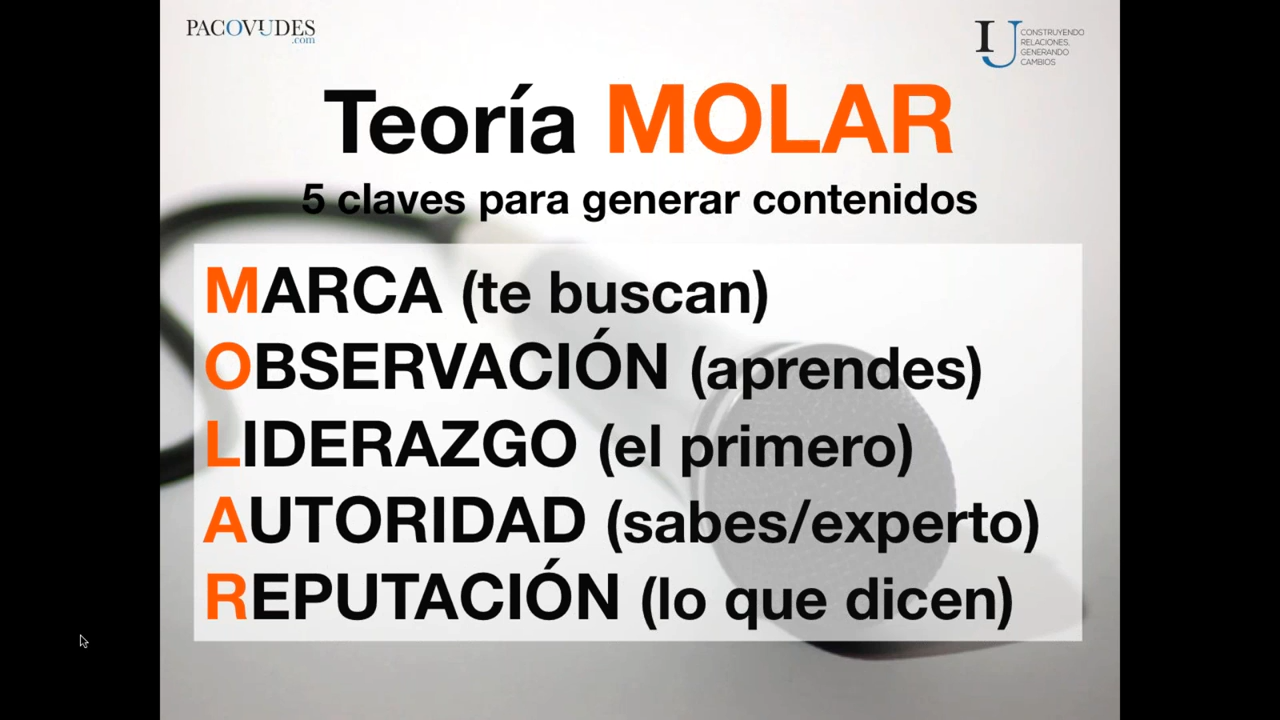 PACOVUDES
.com
IJ
CONSTRUYENDO
RELACIONES,
GENERANDO
CAMBIOS
Teoría MOLAR
5 claves para generar contenidos
MARCA (te buscan)
OBSERVACIÓN (aprendes)
LIDERAZGO (el primero)
AUTORIDAD (sabes/experto)
REPUTACIÓN (lo que dicen)